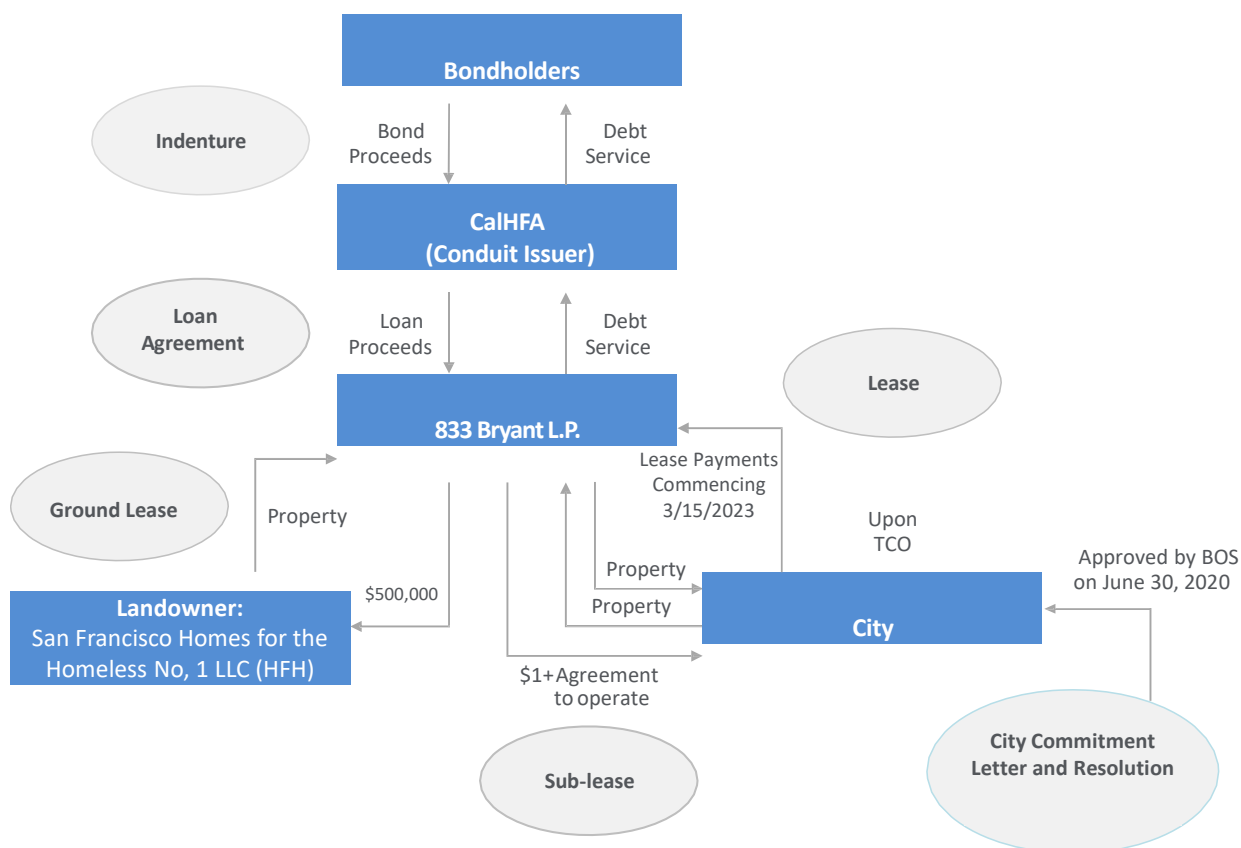 Bondholders
Indenture
Bond
Proceeds
Debt
Service
CalHFA
(Conduit Issuer)
Loan
Agreement
Loan
Proceeds
Debt
Service
Lease
833 Bryant L.P.
Lease Payments
Commencing
3/15/2023
Ground Lease
Property
Upon
TCO
Approved by BOS
on June 30, 2020
Property
$500,000
Property
Landowner:
San Francisco Homes for the
Homeless No, 1 LLC (HFH)
City
$1+ Agreement
to operate
City Commitment
Letter and Resolution
Sub-lease